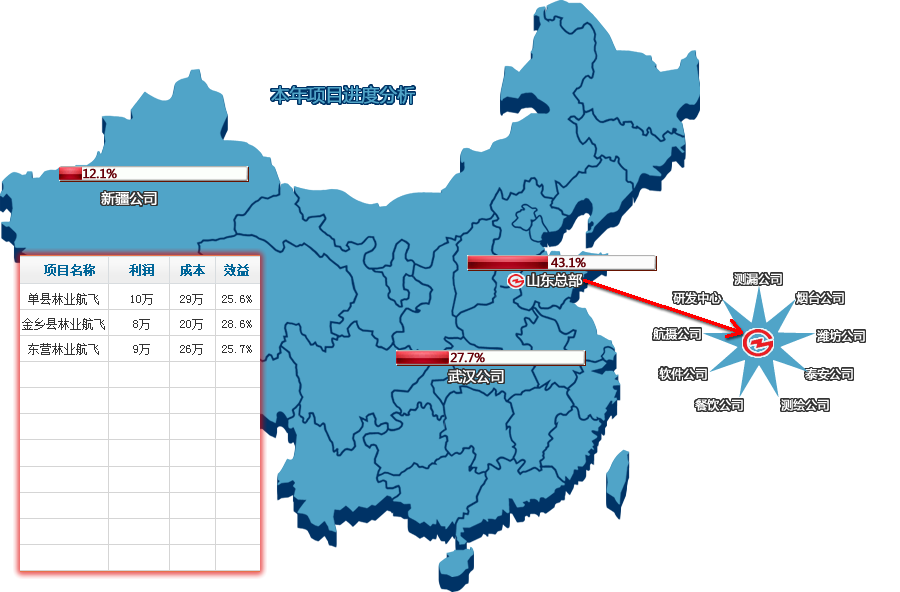 本年项目进度分析
12.1%
新疆公司
43.1%
山东总部
27.7%
武汉公司
项目名称 利润 成本 效益
单县林业航飞 10万 29万 25.6%
金乡县林业航飞 8万 20万 28.6%
东营林业航飞 9万 26万 25.7%
测漏公司
研发中心
烟台公司
航摄公司
潍坊公司
软件公司
泰安公司
餐饮公司
测绘公司